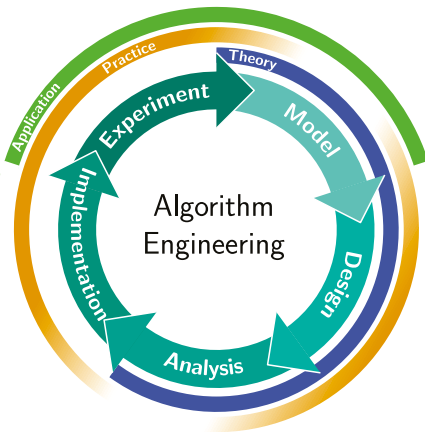 Application
Practice
Theory
Experiment
Model
Implementation
Algorithm
Engineering
Design
Analysis